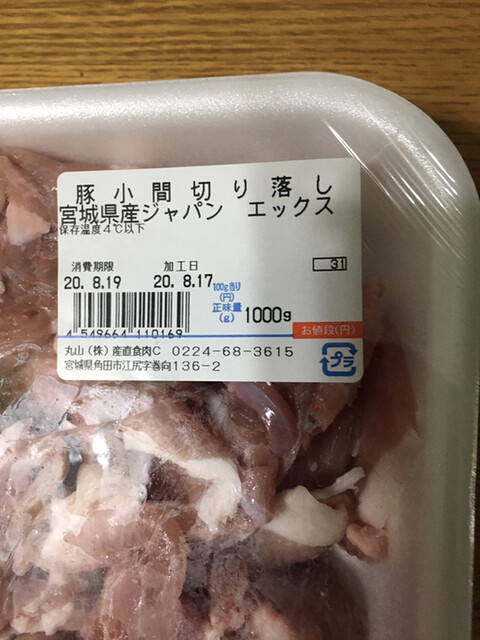 豚小間切り落し
宮城県産ジャパン エックス
保存温度4℃以下
消費期限 加工日 31
20. 8.19 20. 8.17 100g当り
(円)
正味量
(g) 1000g
4 549664 110169
お値段(円)
丸山(株)産直食肉C 0224-68-3615
宮城県角田市江尻字巻向136-2
プラ